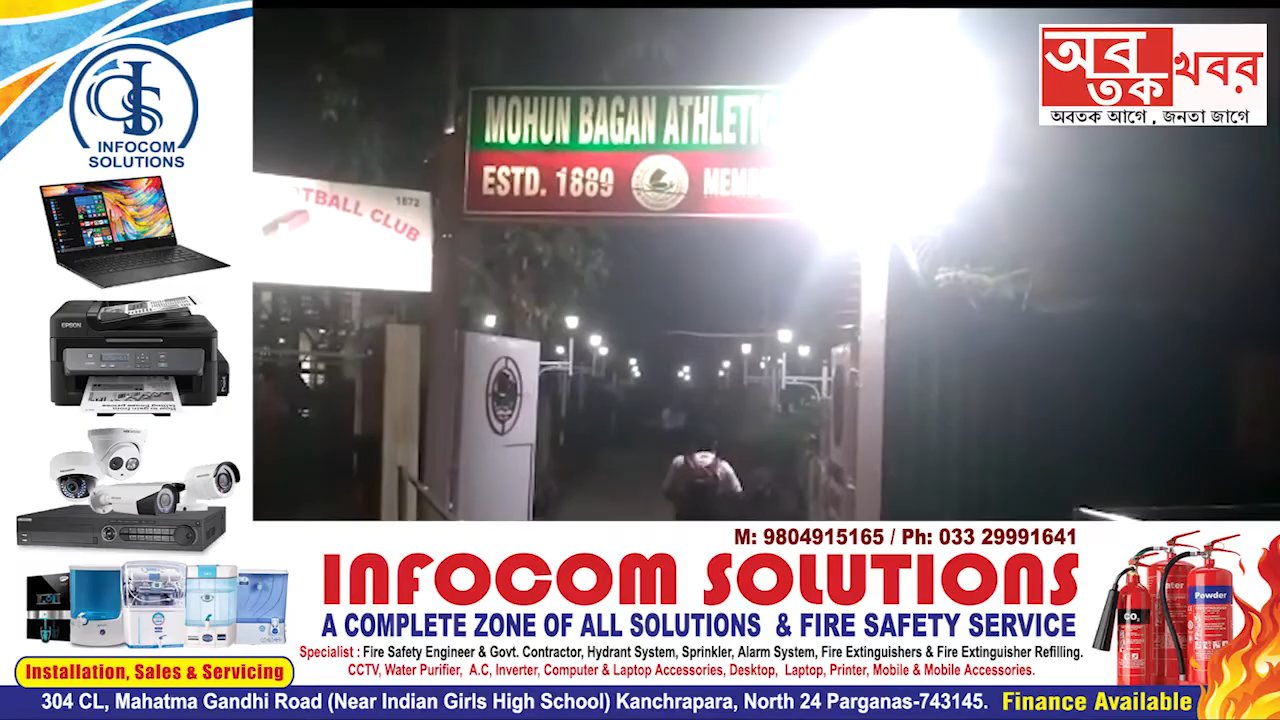 INFOCOM
SOLUTIONS
EPSON
অব
তক
খবর
অবতক আগে , জনতা জাগে
MOHUN BAGAN ATHLETIC
ESTD. 1889
FOOTBALL CLUB
1872
M: 9804915165 / Ph: 033 29991641
INFOCOM SOLUTIONS
A COMPLETE ZONE OF ALL SOLUTIONS & FIRE SAFETY SERVICE
Specialist : Fire Safety Engineer & Govt. Contractor, Hydrant System, Sprinkler, Alarm System, Fire Extinguishers & Fire Extinguisher Refilling.
CCTV, Water Purifier, A.C, Inverter, Computer & Laptop Accessories, Desktop, Laptop, Printer, Mobile & Mobile Accessories.
CO2
Powder
Installation, Sales & Servicing
304 CL, Mahatma Gandhi Road (Near Indian Girls High School) Kanchrapara, North 24 Parganas-743145.
Finance Available